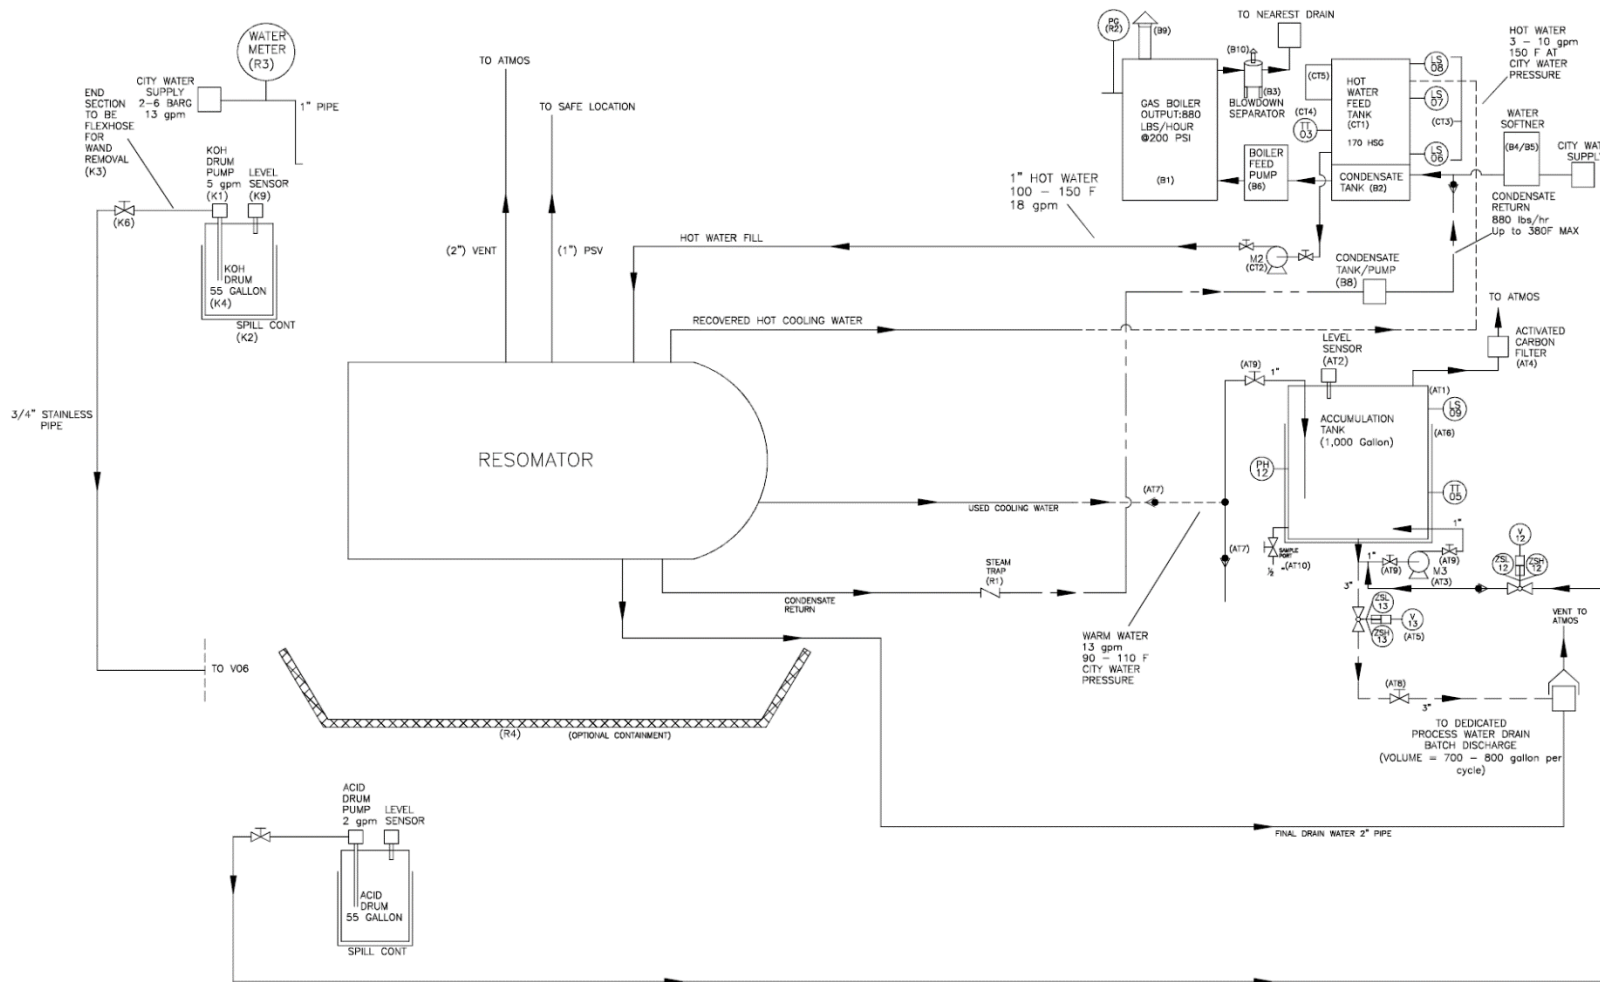 WATER
METER
(R3)
CITY WATER
SUPPLY
2-6 BARG
13 gpm
1" PIPE
END
SECTION
TO BE
FLEXHOSE
FOR
WAND
REMOVAL
(K3)
KOH
DRUM
PUMP
5 gpm
(K1)
LEVEL
SENSOR
(K9)
(K6)
KOH
DRUM
55 GALLON
(K4)
SPILL CONT
(K2)
3/4" STAINLESS
PIPE
TO V06
TO ATMOS
TO SAFE LOCATION
(2") VENT
(1") PSV
HOT WATER FILL
RECOVERED HOT COOLING WATER
RESOMATOR
USED COOLING WATER
CONDENSATE
RETURN
STEAM
TRAP
(R1)
(R4)
(OPTIONAL CONTAINMENT)
FINAL DRAIN WATER 2" PIPE
ACID
DRUM
PUMP
2 gpm
LEVEL
SENSOR
ACID
DRUM
55 GALLON
SPILL CONT
PG
(R2)
(B9)
GAS BOILER
OUTPUT:880
LBS/HOUR
@200 PSI
(B1)
TO NEAREST DRAIN
(B10)
(B3)
BLOWDOWN
SEPARATOR
BOILER
FEED
PUMP
(B6)
(CT5)
(CT4)
TT
03
HOT
WATER
FEED
TANK
(CT1)
170 HSG
CONDENSATE
TANK (B2)
LS
08
LS
07
(CT3)
LS
06
HOT WATER
3 - 10 gpm
150 F AT
CITY WATER
PRESSURE
WATER
SOFTNER
(B4/B5)
CITY WAT
SUPPLY
CONDENSATE
RETURN
880 lbs/hr
Up to 380F MAX
1" HOT WATER
100 - 150 F
18 gpm
M2
(CT2)
CONDENSATE
TANK/PUMP
(B8)
TO ATMOS
ACTIVATED
CARBON
FILTER
(AT4)
LEVEL
SENSOR
(AT2)
(AT9)
1"
(AT1)
ACCUMULATION
TANK
(1,000 Gallon)
LS
09
(AT6)
PH
12
TT
05
(AT7)
(AT7)
SAMPLE
PORT
(AT10)
½"
1"
1"
(AT9)
(AT9)
M3
(AT3)
3"
V
12
ZSL
12
ZSH
12
ZSL
13
ZSH
13
V
13
(AT5)
WARM WATER
13 gpm
90 - 110 F
CITY WATER
PRESSURE
VENT TO
ATMOS
(AT8)
3"
TO DEDICATED
PROCESS WATER DRAIN
BATCH DISCHARGE
(VOLUME = 700 - 800 gallon per
cycle)